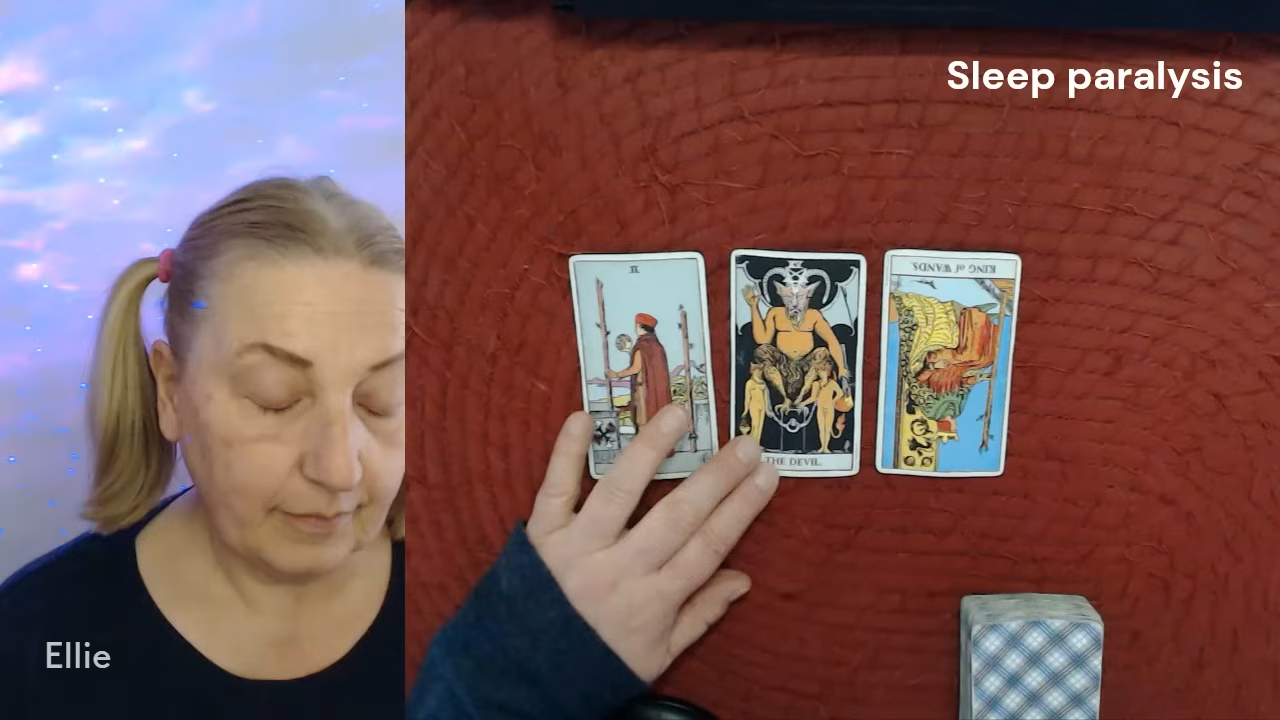 Sleep paralysis
KING of WANDS.
II
THE DEVIL.
Ellie